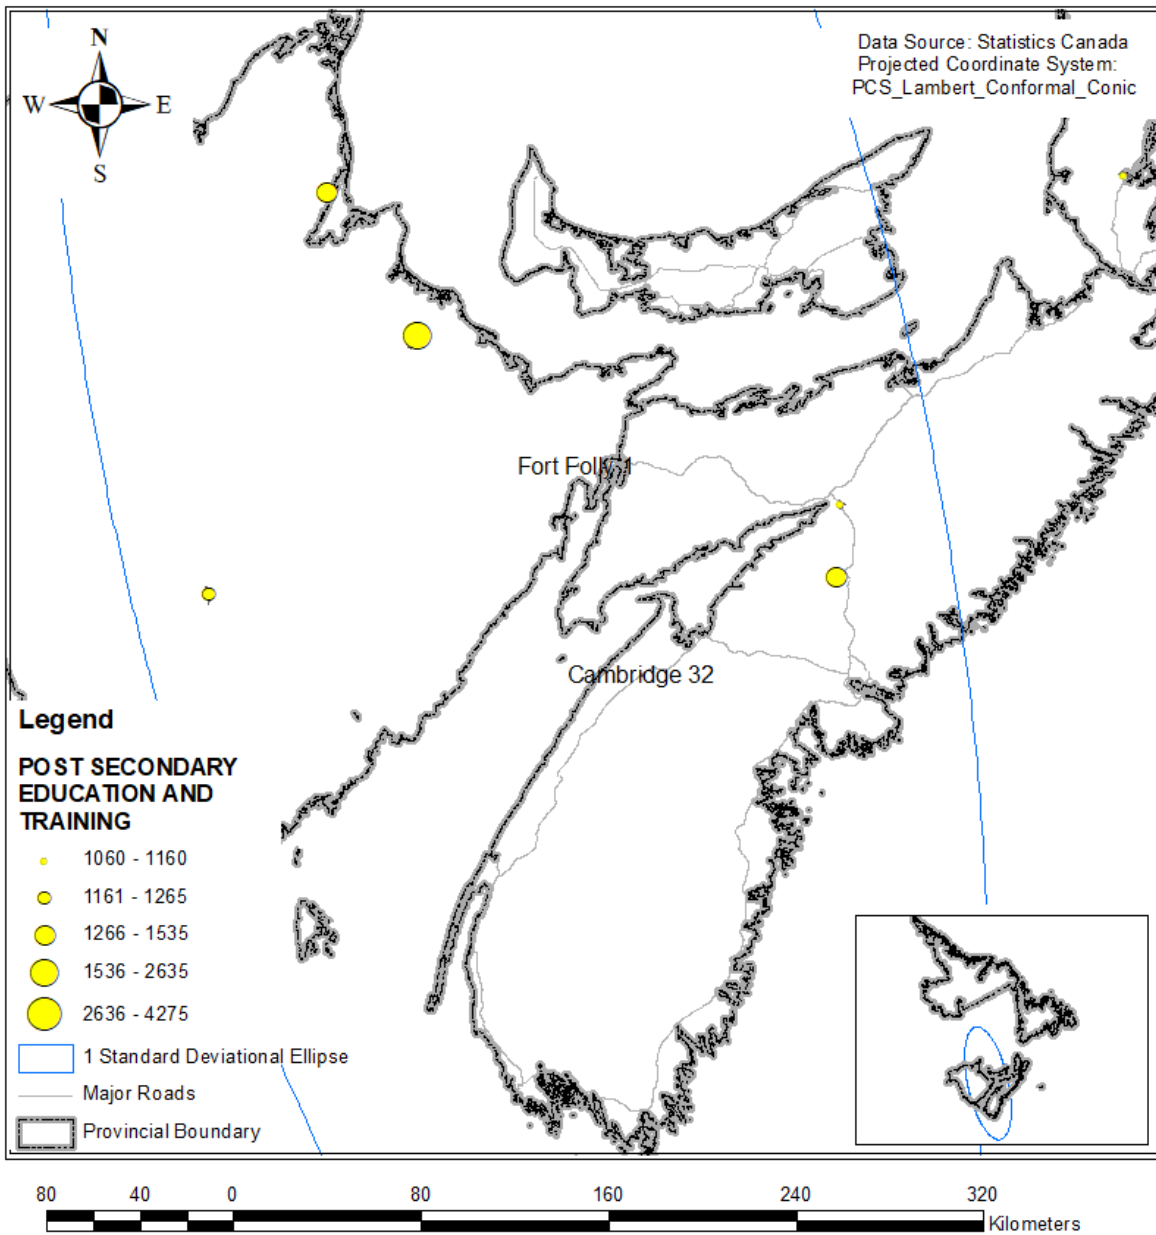 N
W E
S
Data Source: Statistics Canada
Projected Coordinate System:
PCS_Lambert_Conformal_Conic
Fort Folly 1
Cambridge 32
Legend
POST SECONDARY
EDUCATION AND
TRAINING
1060 - 1160
1161 - 1265
1266 - 1535
1536 - 2635
2636 - 4275
1 Standard Deviational Ellipse
Major Roads
Provincial Boundary
80 40 0 80 160 240 320
Kilometers